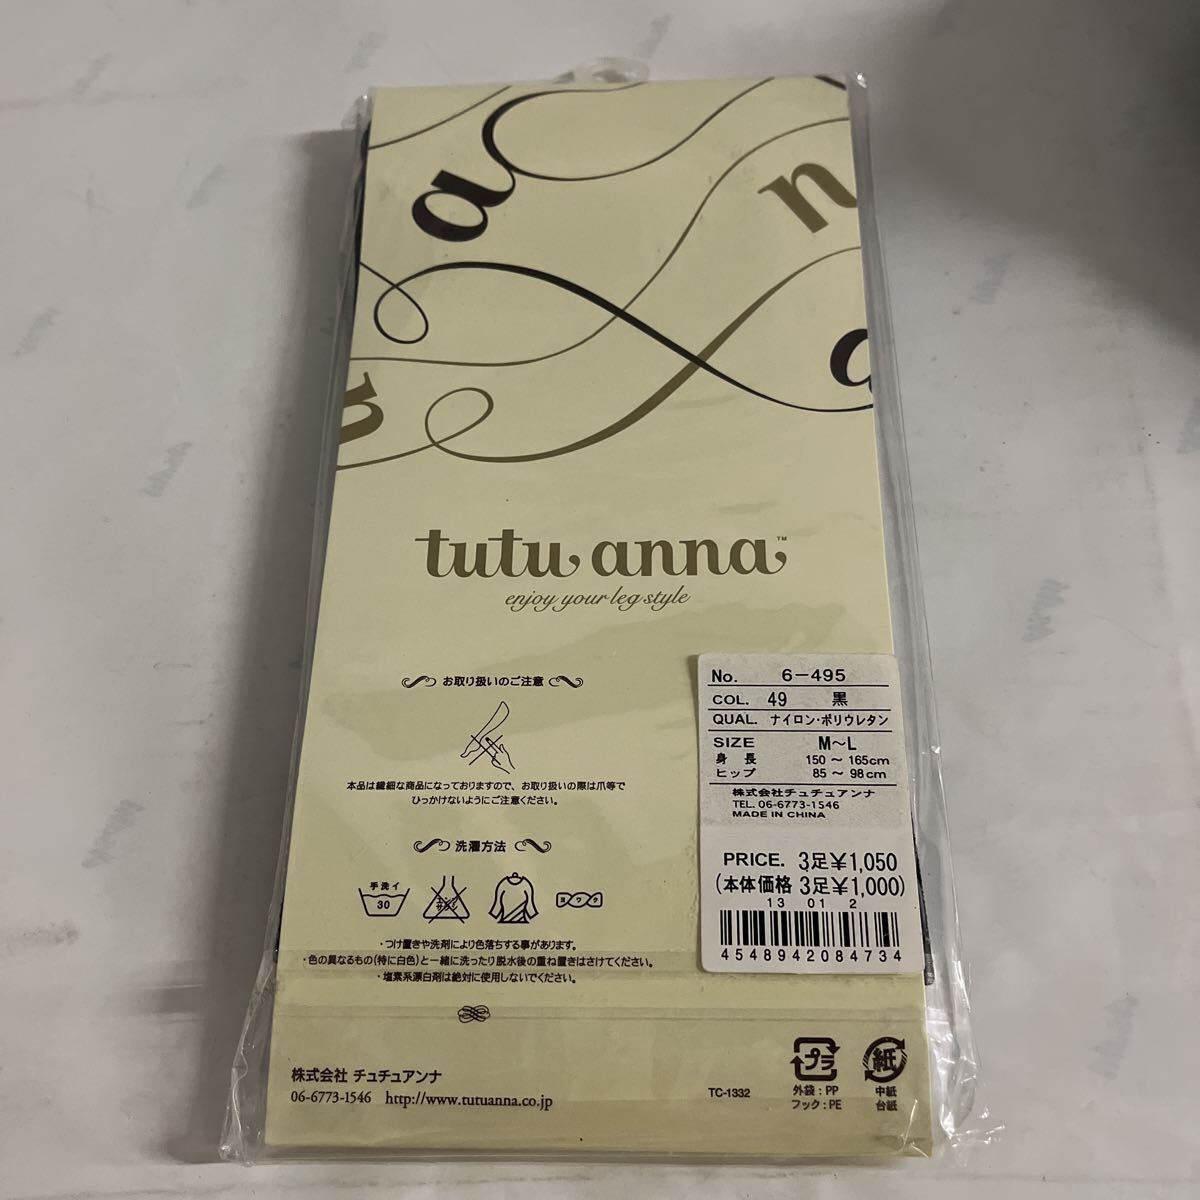 a
n
u
a
tutu anna™
enjoy your leg style
お取り扱いのご注意
本品は繊細な商品になっておりますので、お取り扱いの際は爪等で
ひっかけないようにご注意ください。
洗濯方法
手洗イ
30
エンソ
サラシ
ヨワク
・つけ置きや洗剤により色落ちする事があります。
・色の異なるもの(特に白色)と一緒に洗ったり脱水後の重ね置きはさけてください。
・塩素系漂白剤は絶対に使用しないでください。
No. 6-495
COL. 49 黒
QUAL. ナイロン・ポリウレタン
SIZE M〜L
身長 150〜165cm
ヒップ 85〜98cm
株式会社チュチュアンナ
TEL. 06-6773-1546
MADE IN CHINA
PRICE. 3足¥1,050
(本体価格 3足¥1,000)
13 01 2
4548942084734
株式会社 チュチュアンナ
06-6773-1546 http://www.tutuanna.co.jp
TC-1332
プラ
外袋:PP
フック:PE
紙
中紙
台紙